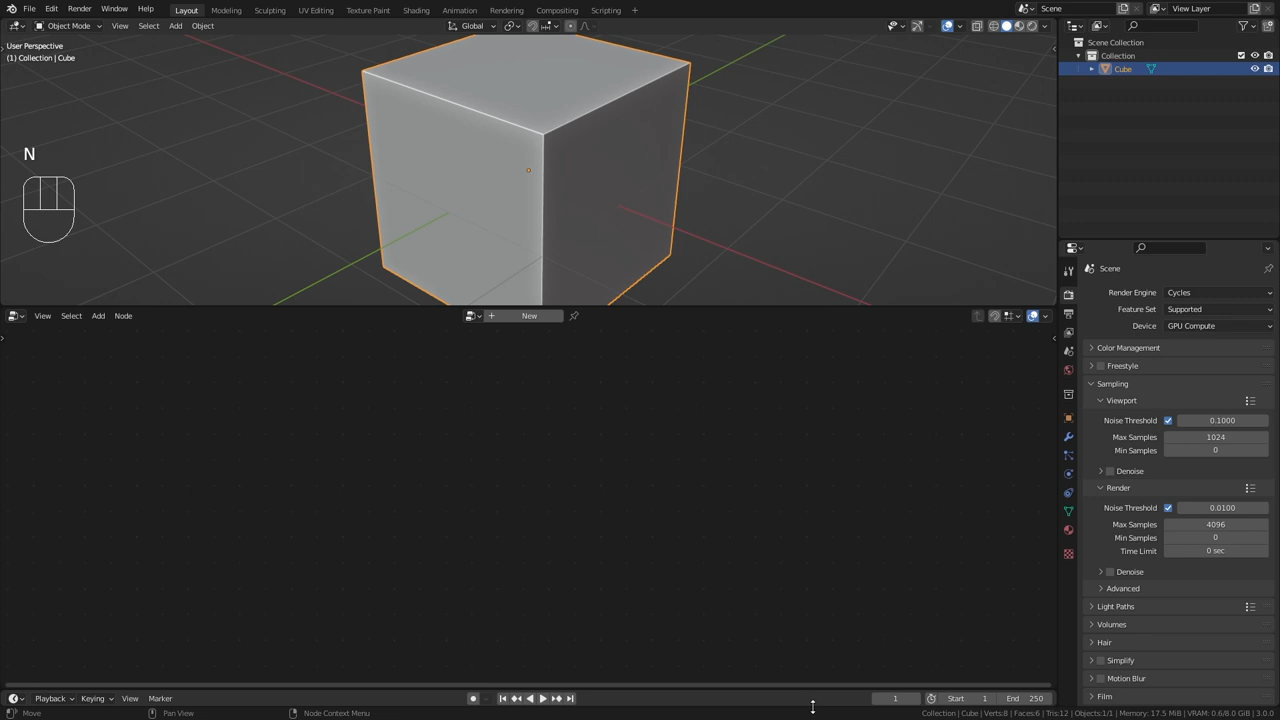 File Edit Render Window Help Layout Modeling Sculpting UV Editing Texture Paint Shading Animation Rendering Compositing Scripting + Scene View Layer
Object Mode View Select Add Object Global
User Perspective
(1) Collection | Cube
N
Scene Collection
Collection
Cube
View Select Add Node + New
Scene
Render Engine Cycles
Feature Set Supported
Device GPU Compute
Color Management
Freestyle
Sampling
Viewport
Noise Threshold 0.1000
Max Samples 1024
Min Samples 0
Denoise
Render
Noise Threshold 0.0100
Max Samples 4096
Min Samples 0
Time Limit 0 sec
Denoise
Advanced
Light Paths
Volumes
Hair
Simplify
Motion Blur
Film
Playback Keying View Marker 1 Start 1 End 250
Move Pan View Node Context Menu Collection | Cube | Verts:8 | Faces:6 | Tris:12 | Objects:1/1 | Memory: 17.5 MiB | VRAM: 0.6/8.0 GiB | 3.0.0